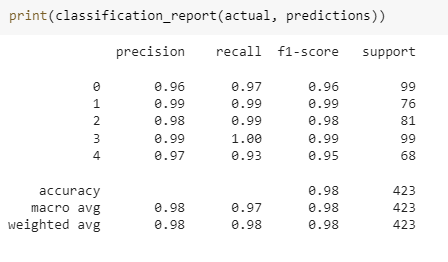 print(classification_report(actual, predictions))
precision recall f1-score support
0 0.96 0.97 0.96 99
1 0.99 0.99 0.99 76
2 0.98 0.99 0.98 81
3 0.99 1.00 0.99 99
4 0.97 0.93 0.95 68
accuracy 0.98 423
macro avg 0.98 0.97 0.98 423
weighted avg 0.98 0.98 0.98 423